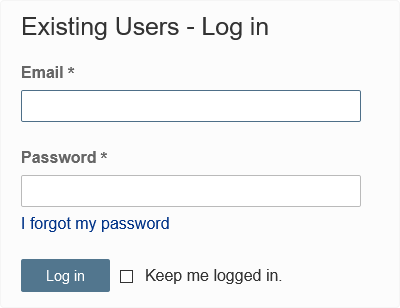 Existing Users - Log in
Email *
Password *
I forgot my password
Log in Keep me logged in.